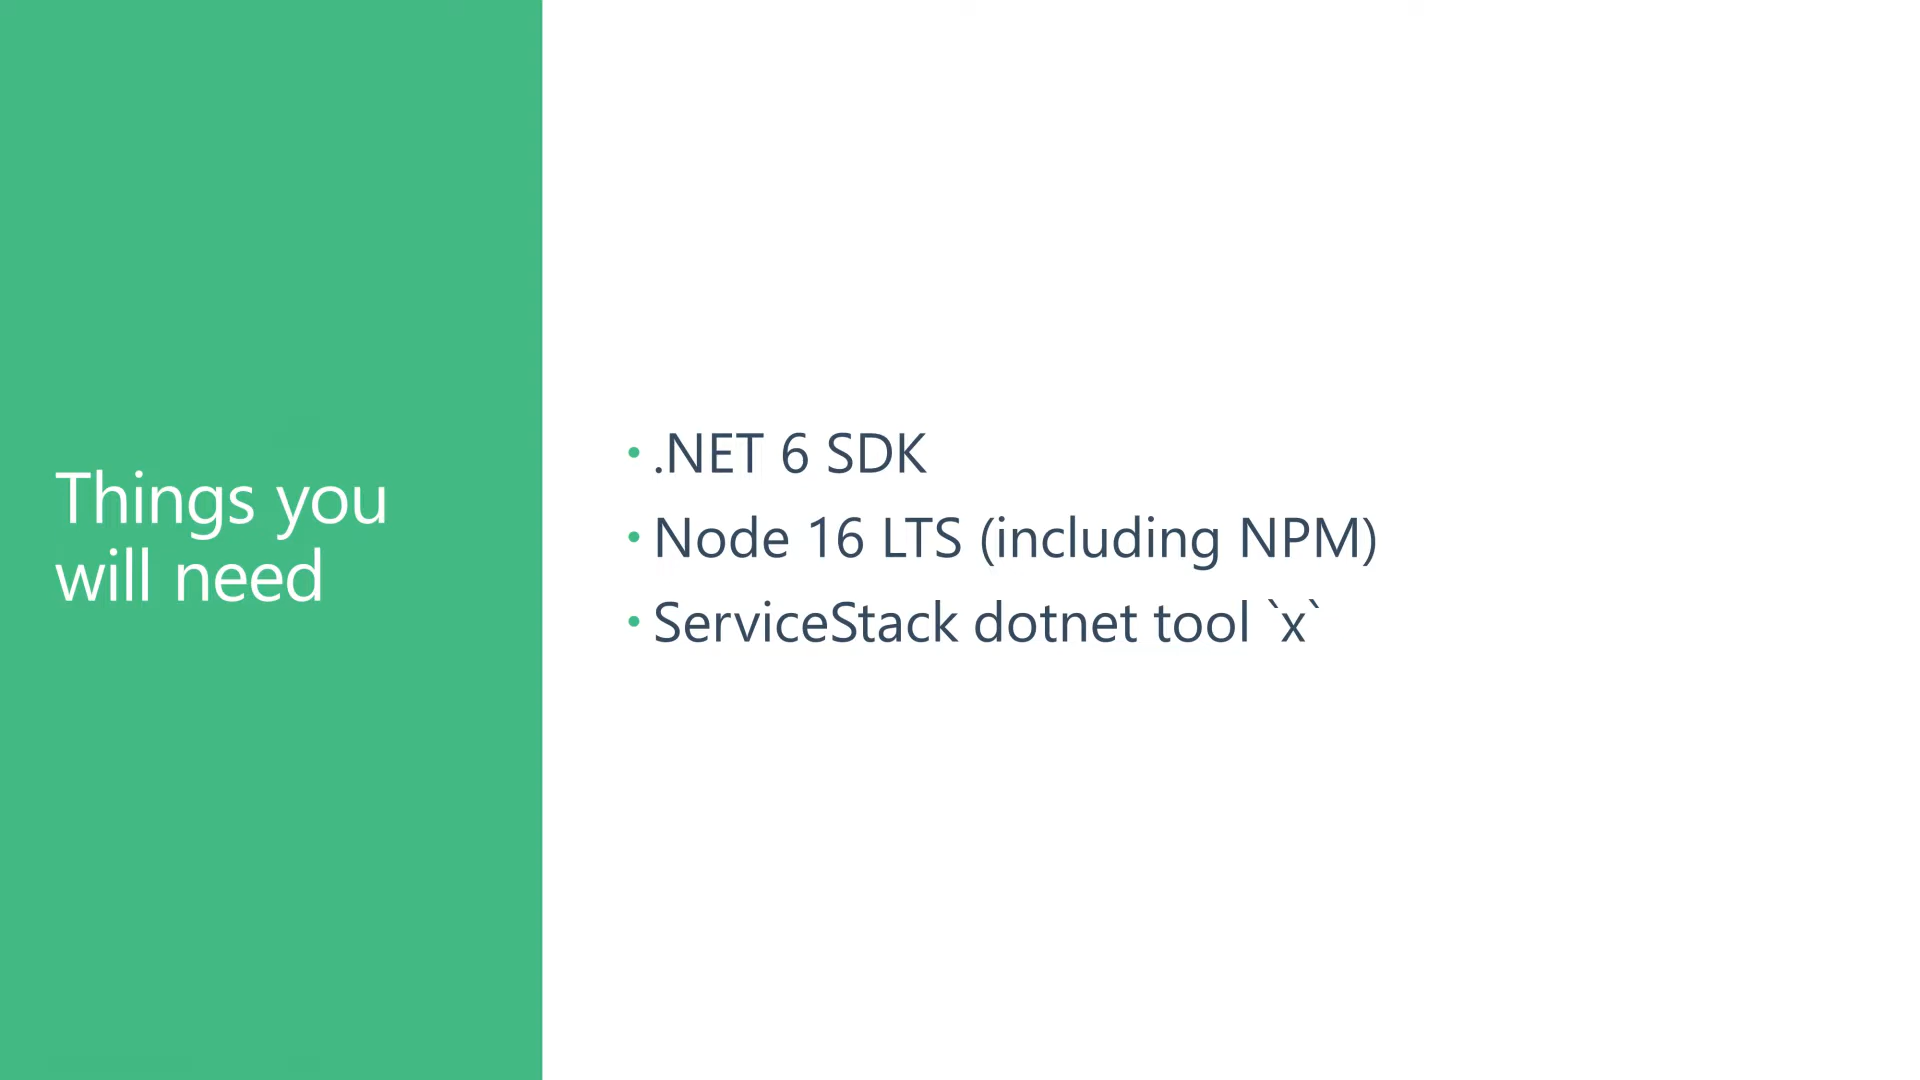 Things you
will need
• .NET 6 SDK
• Node 16 LTS (including NPM)
• ServiceStack dotnet tool `x`